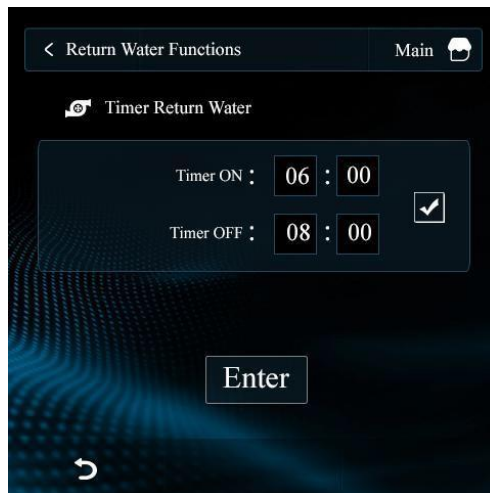 Return Water Functions Main
Timer Return Water
Timer ON : 06 : 00
Timer OFF : 08 : 00
Enter